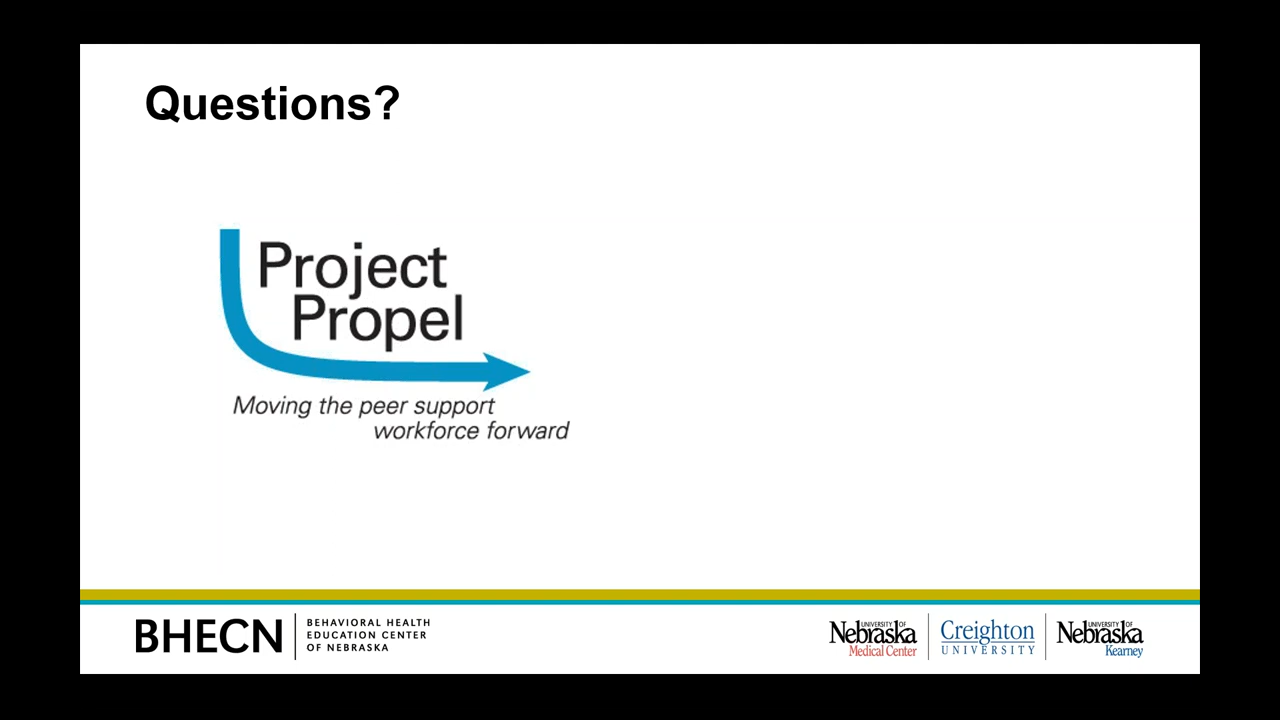 Questions?
Project
Propel
Moving the peer support
workforce forward
BHECN
BEHAVIORAL HEALTH
EDUCATION CENTER
OF NEBRASKA
UNIVERSITY OF
Nebraska
Medical Center
Creighton
UNIVERSITY
UNIVERSITY OF
Nebraska
Kearney